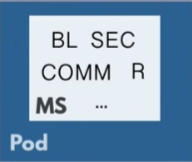 BL SEC
COMM R
MS ...
Pod